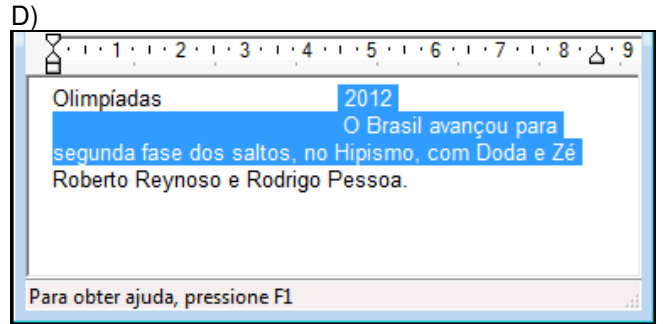 D)
1 2 3 4 5 6 7 8 9
Olimpíadas 2012
O Brasil avançou para
segunda fase dos saltos, no Hipismo, com Doda e Zé
Roberto Reynoso e Rodrigo Pessoa.
Para obter ajuda, pressione F1